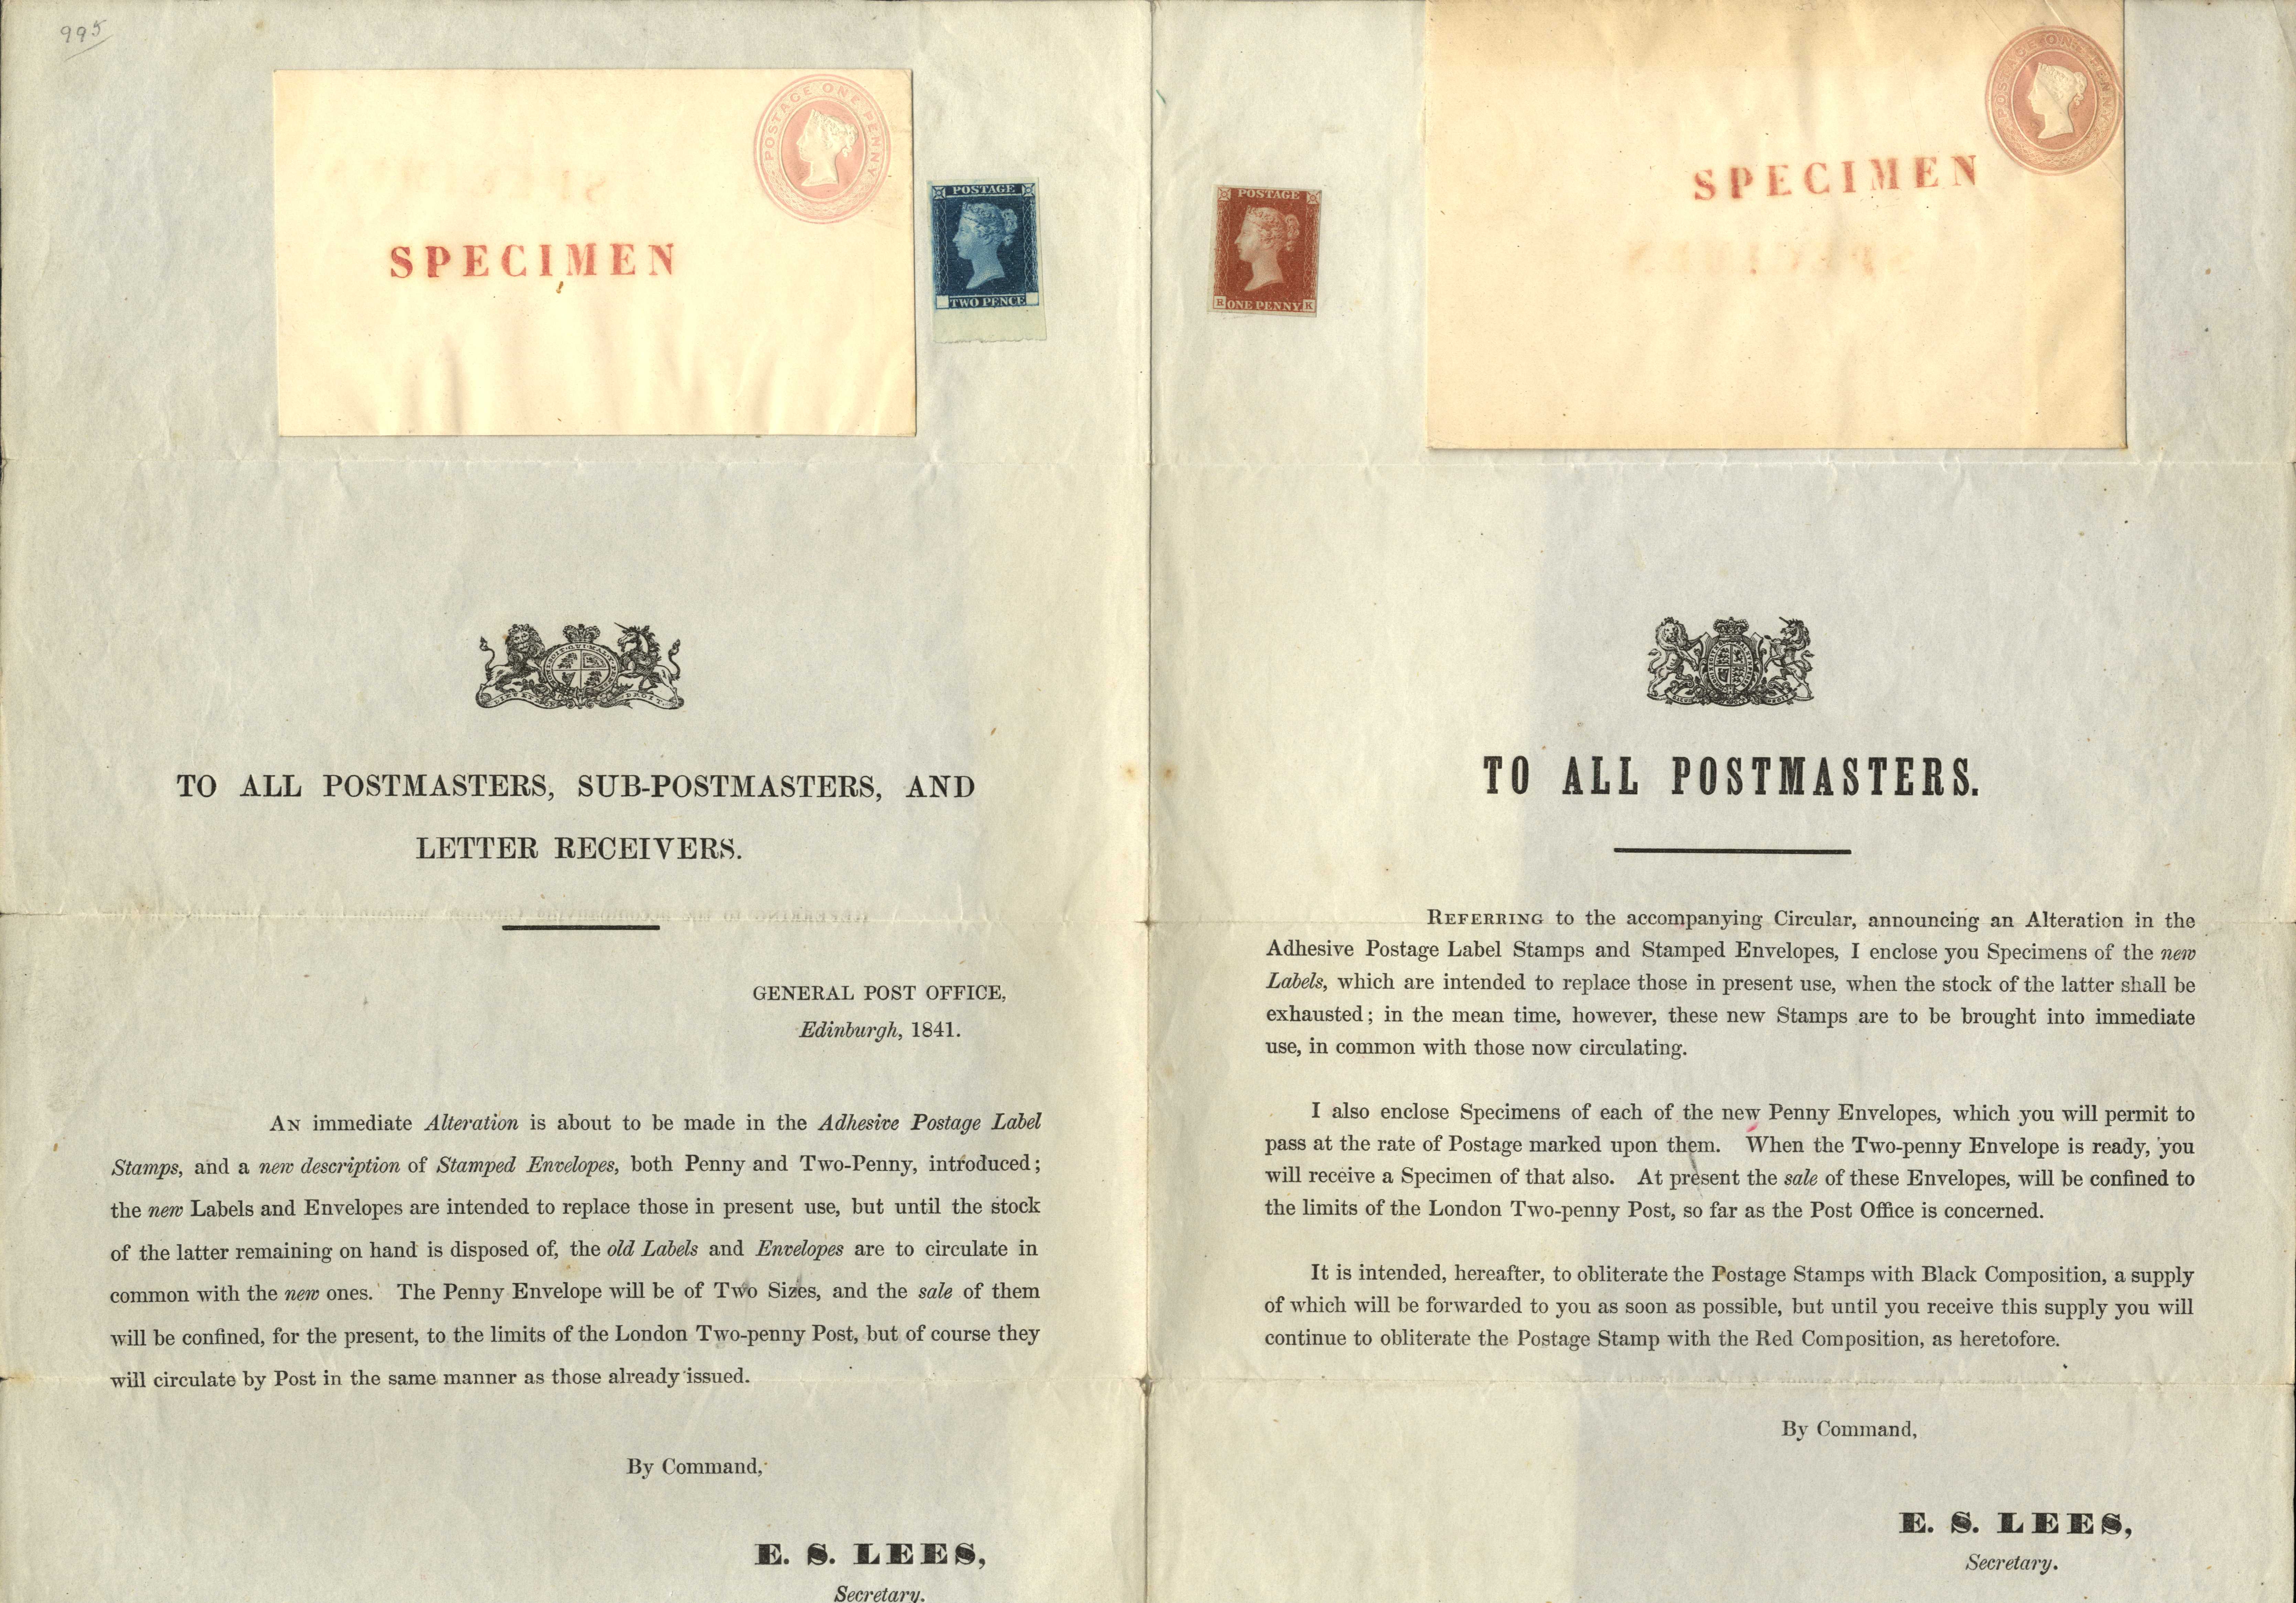 995
POSTAGE ONE PENNY
SPECIMEN
POSTAGE
TWO PENCE
TO ALL POSTMASTERS, SUB-POSTMASTERS, AND
LETTER RECEIVERS.
GENERAL POST OFFICE,
Edinburgh, 1841.
AN immediate Alteration is about to be made in the Adhesive Postage Label
Stamps, and a new description of Stamped Envelopes, both Penny and Two-Penny, introduced;
the new Labels and Envelopes are intended to replace those in present use, but until the stock
of the latter remaining on hand is disposed of, the old Labels and Envelopes are to circulate in
common with the new ones. The Penny Envelope will be of Two Sizes, and the sale of them
will be confined, for the present, to the limits of the London Two-penny Post, but of course they
will circulate by Post in the same manner as those already issued.
By Command,
E. S. LEES,
Secretary.
POSTAGE
R ONE PENNY K
POSTAGE ONE PENNY
SPECIMEN
TO ALL POSTMASTERS.
REFERRING to the accompanying Circular, announcing an Alteration in the
Adhesive Postage Label Stamps and Stamped Envelopes, I enclose you Specimens of the new
Labels, which are intended to replace those in present use, when the stock of the latter shall be
exhausted; in the mean time, however, these new Stamps are to be brought into immediate
use, in common with those now circulating.
I also enclose Specimens of each of the new Penny Envelopes, which you will permit to
pass at the rate of Postage marked upon them. When the Two-penny Envelope is ready, you
will receive a Specimen of that also. At present the sale of these Envelopes, will be confined to
the limits of the London Two-penny Post, so far as the Post Office is concerned.
It is intended, hereafter, to obliterate the Postage Stamps with Black Composition, a supply
of which will be forwarded to you as soon as possible, but until you receive this supply you will
continue to obliterate the Postage Stamp with the Red Composition, as heretofore.
By Command,
E. S. LEES,
Secretary.